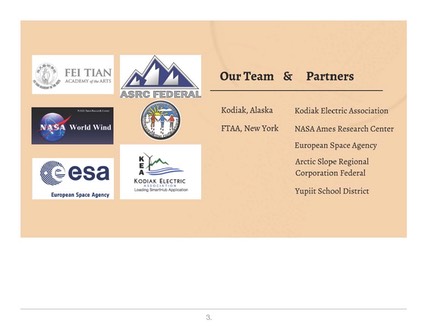 FEI TIAN
ACADEMY of the ARTS
ASRC FEDERAL
NASA World Wind
esa
European Space Agency
KEA
KODIAK ELECTRIC
ASSOCIATION
Leading Smartclub Application
Our Team & Partners
Kodiak, Alaska
FTAA, New York
Kodiak Electric Association
NASA Ames Research Center
European Space Agency
Arctic Slope Regional
Corporation Federal
Yupiit School District
3.